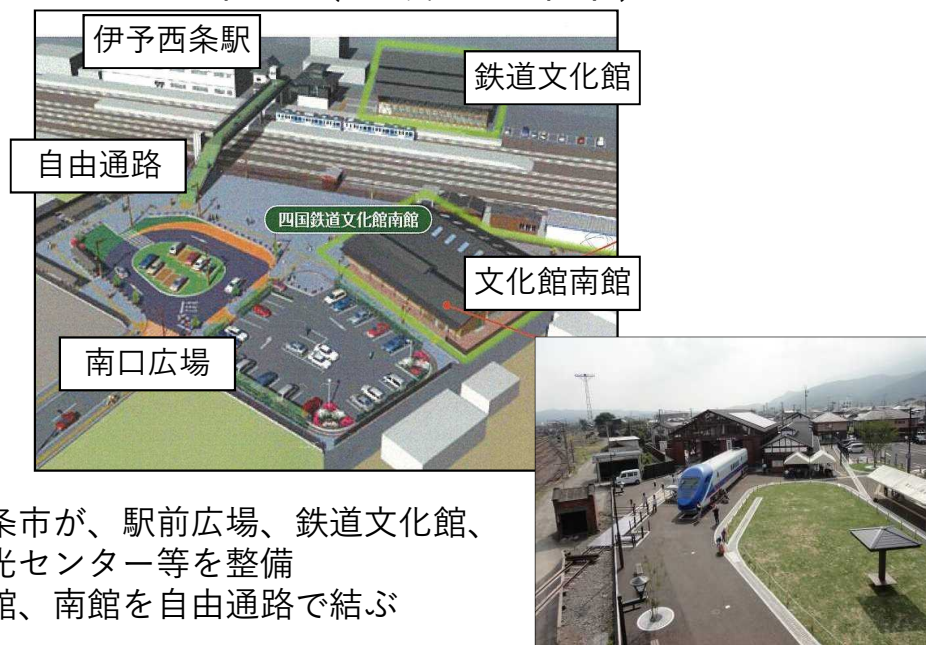 伊予西条駅
鉄道文化館
自由通路
四国鉄道文化館南館
文化館南館
南口広場
条市が、駅前広場、鉄道文化館、
光センター等を整備
館、南館を自由通路で結ぶ